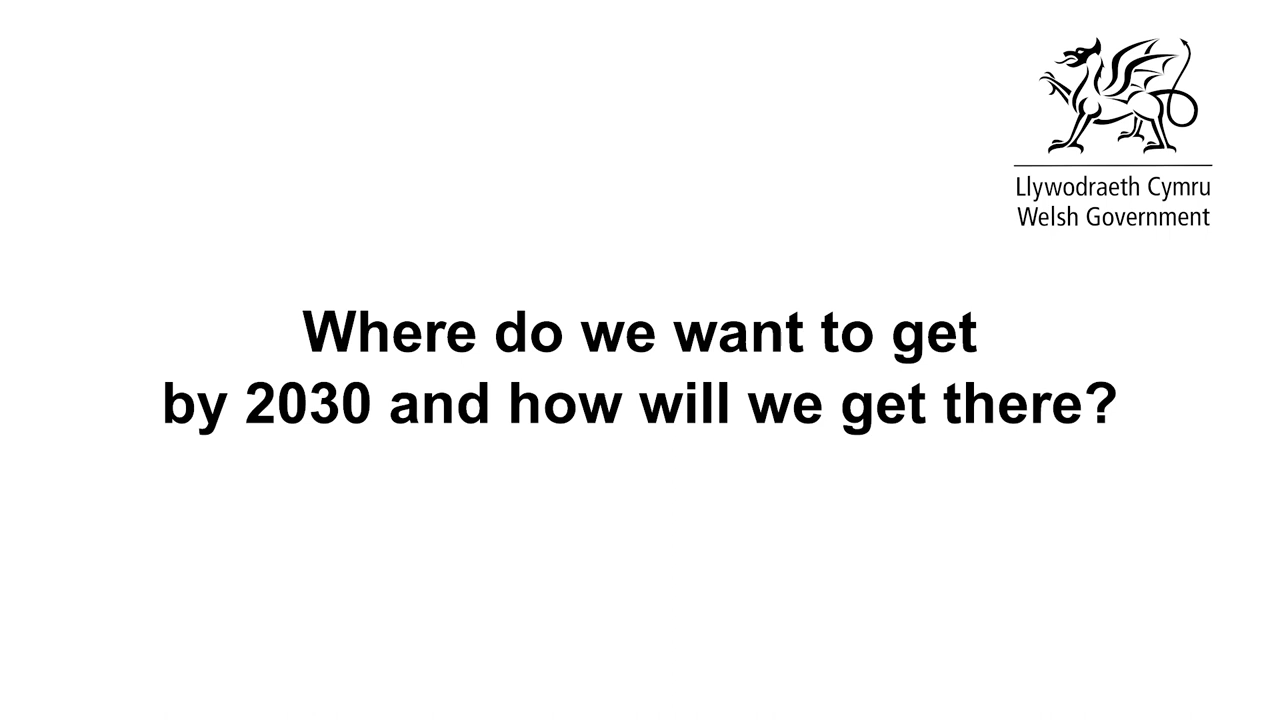 Llywodraeth Cymru
Welsh Government
Where do we want to get
by 2030 and how will we get there?